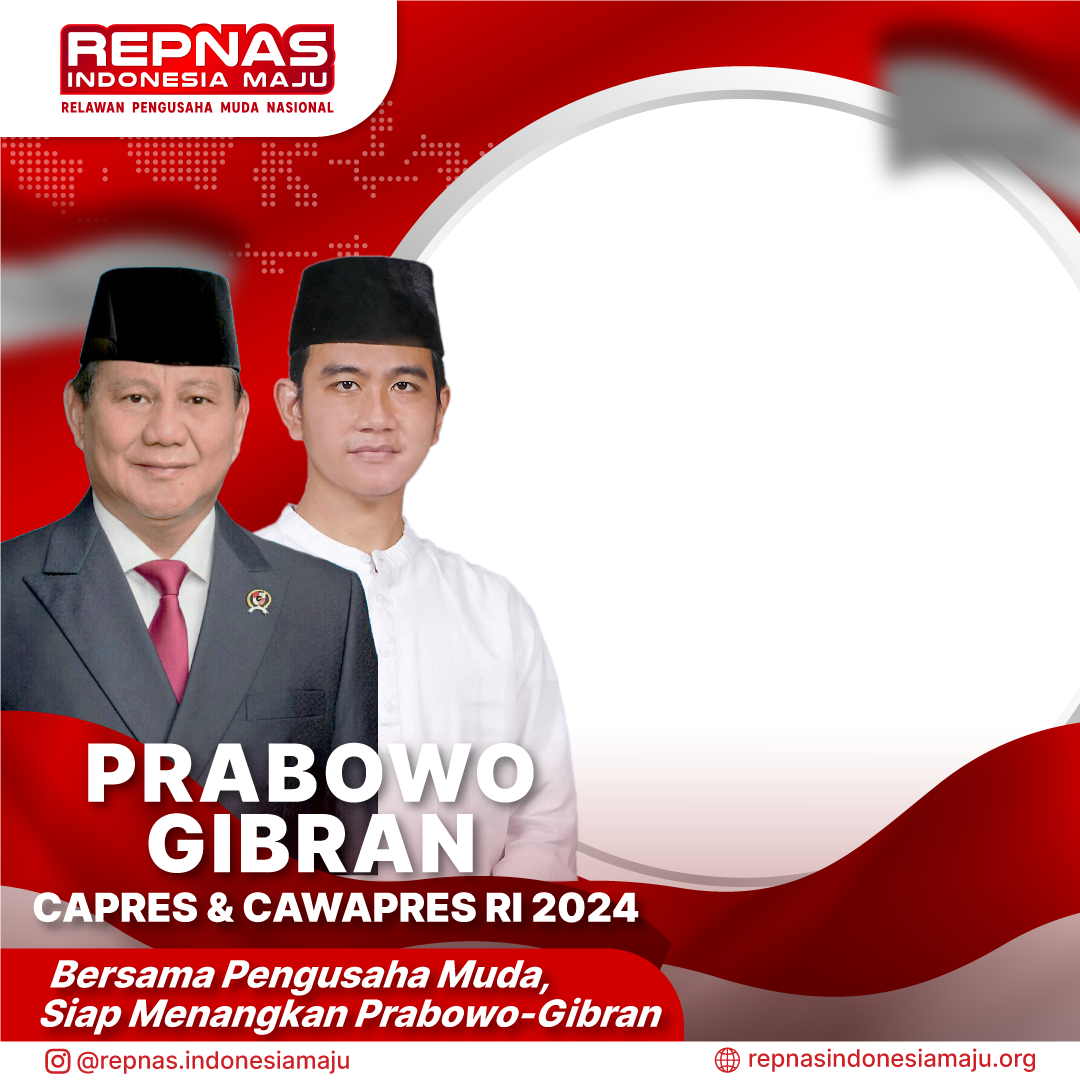 REPNAS
INDONESIA MAJU
RELAWAN PENGUSAHA MUDA NASIONAL
PRABOWO
GIBRAN
CAPRES & CAWAPRES RI 2024
Bersama Pengusaha Muda,
Siap Menangkan Prabowo-Gibran
@repnas.indonesiamaju
repnasindonesiamaju.org